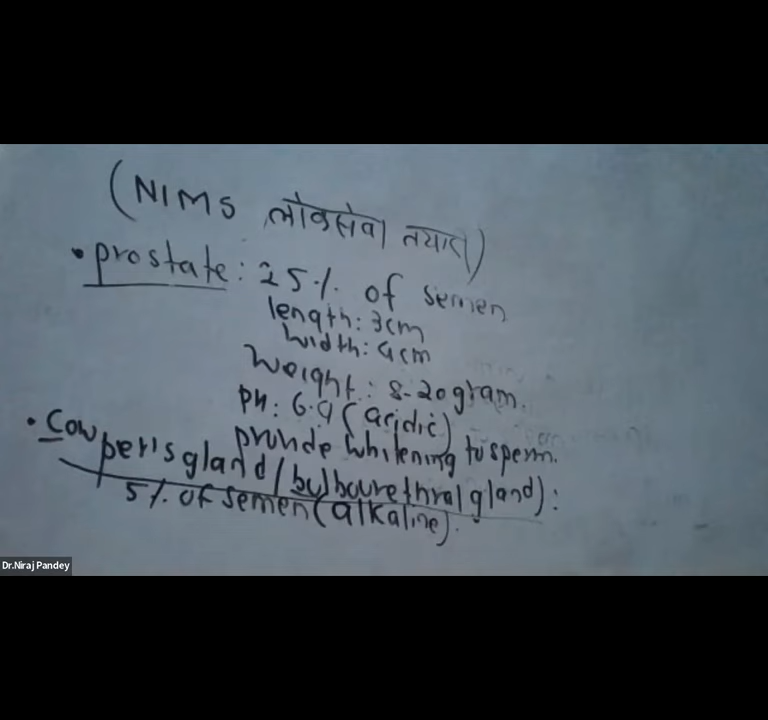 (NIMS लोकसेवा तयारी)
• prostate: 25% of semen
length: 3cm
width: 4cm
weight: 8-20gram.
PH: 6.9 (acidic)
provide whitening to sperm.
• Cowper's gland/(bulbourethral gland):
5% of semen (alkaline).
Dr.Niraj Pandey